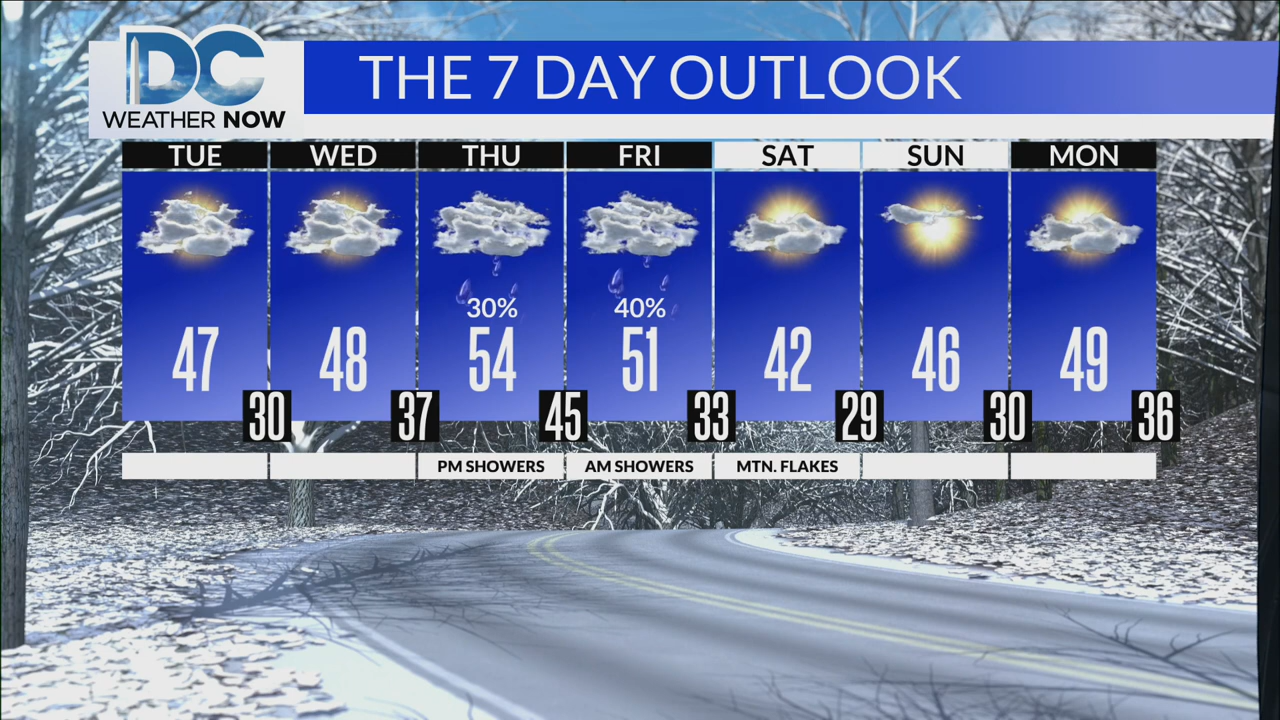 DC
WEATHER NOW
THE 7 DAY OUTLOOK
TUE WED THU FRI SAT SUN MON
30% 40%
47 48 54 51 42 46 49
30 37 45 33 29 30 36
PM SHOWERS AM SHOWERS MTN. FLAKES